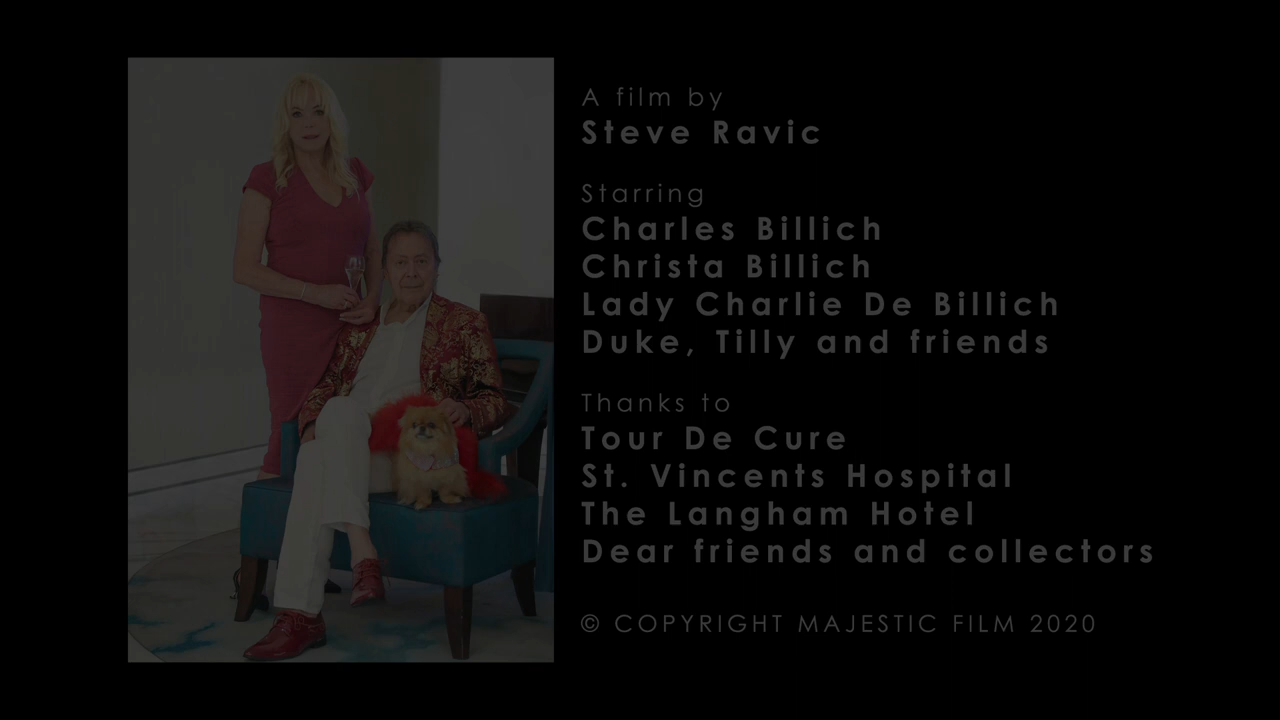 A film by
Steve Ravic
Starring
Charles Billich
Christa Billich
Lady Charlie De Billich
Duke, Tilly and friends
Thanks to
Tour De Cure
St. Vincents Hospital
The Langham Hotel
Dear friends and collectors
© COPYRIGHT MAJESTIC FILM 2020